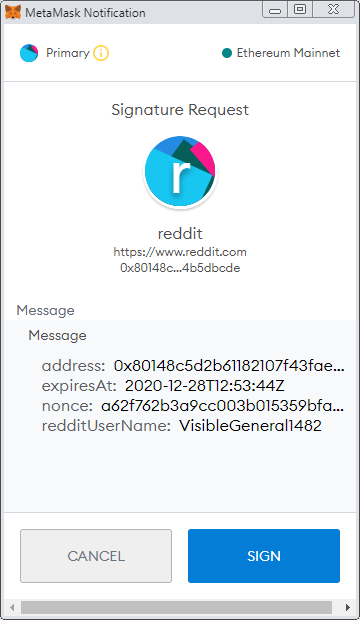 MetaMask Notification
Primary
Ethereum Mainnet
Signature Request
r
reddit
https://www.reddit.com
0x80148c...4b5dbcde
Message
Message
address: 0x80148c5d2b61182107f43fae...
expiresAt: 2020-12-28T12:53:44Z
nonce: a62f762b3a9cc003b015359bfa...
redditUserName: VisibleGeneral1482
CANCEL
SIGN